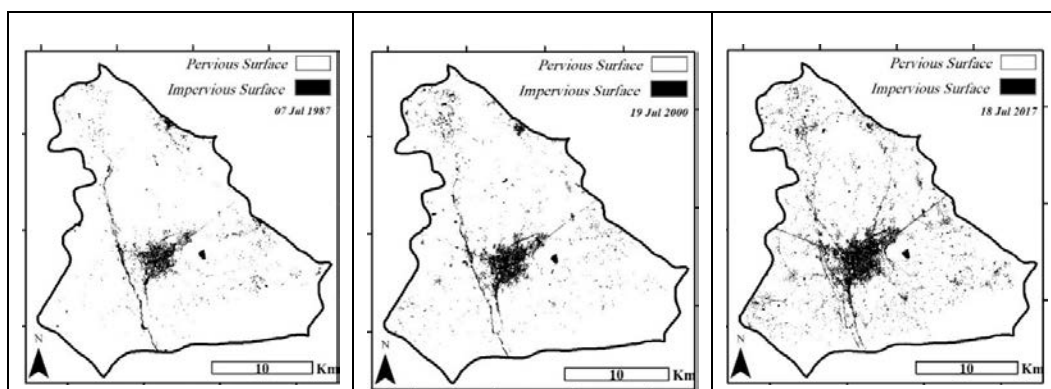 Pervious Surface
Impervious Surface
07 Jul 1987
N
10 Km
Pervious Surface
Impervious Surface
19 Jul 2000
N
10 Km
Pervious Surface
Impervious Surface
18 Jul 2017
N
10 Km